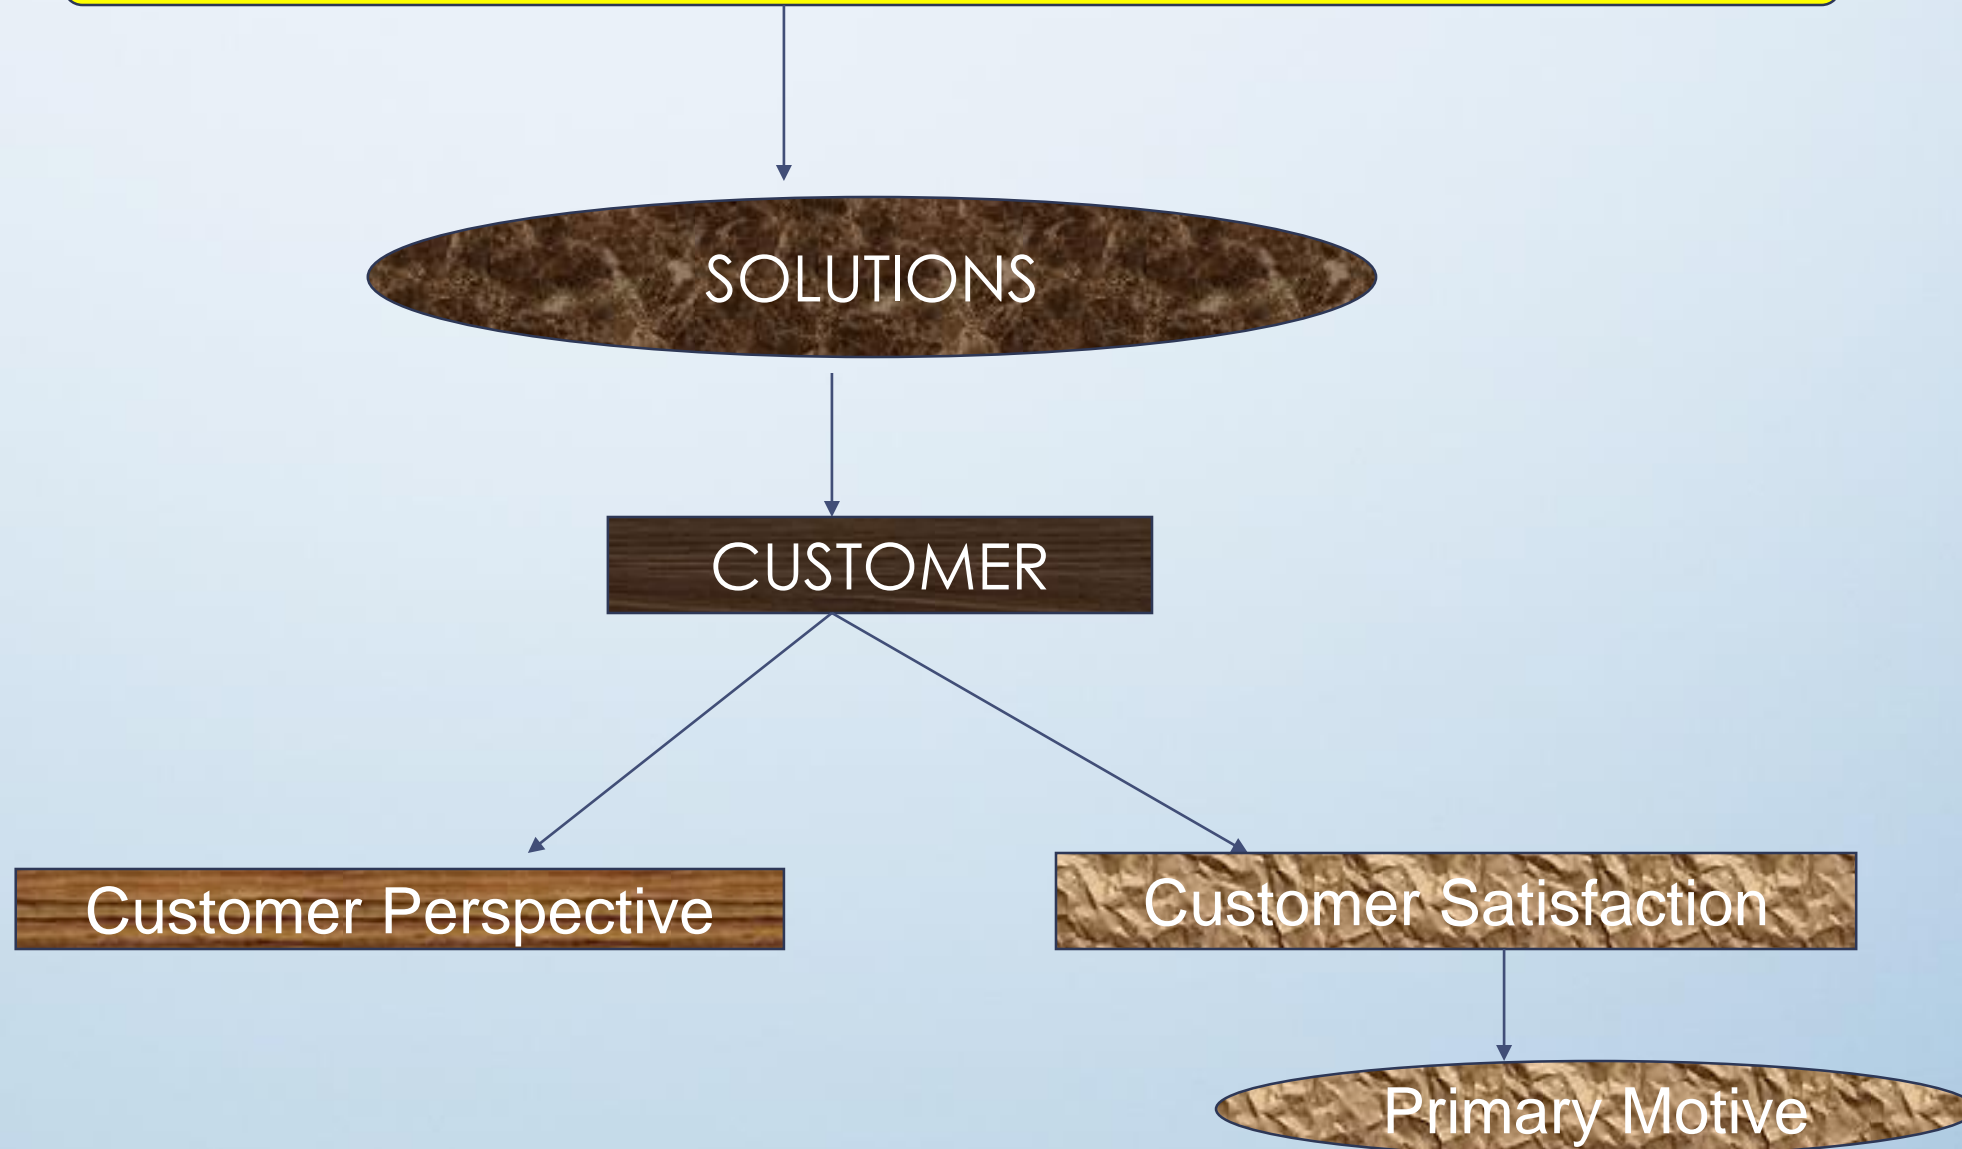 SOLUTIONS
CUSTOMER
Customer Perspective
Customer Satisfaction
Primary Motive